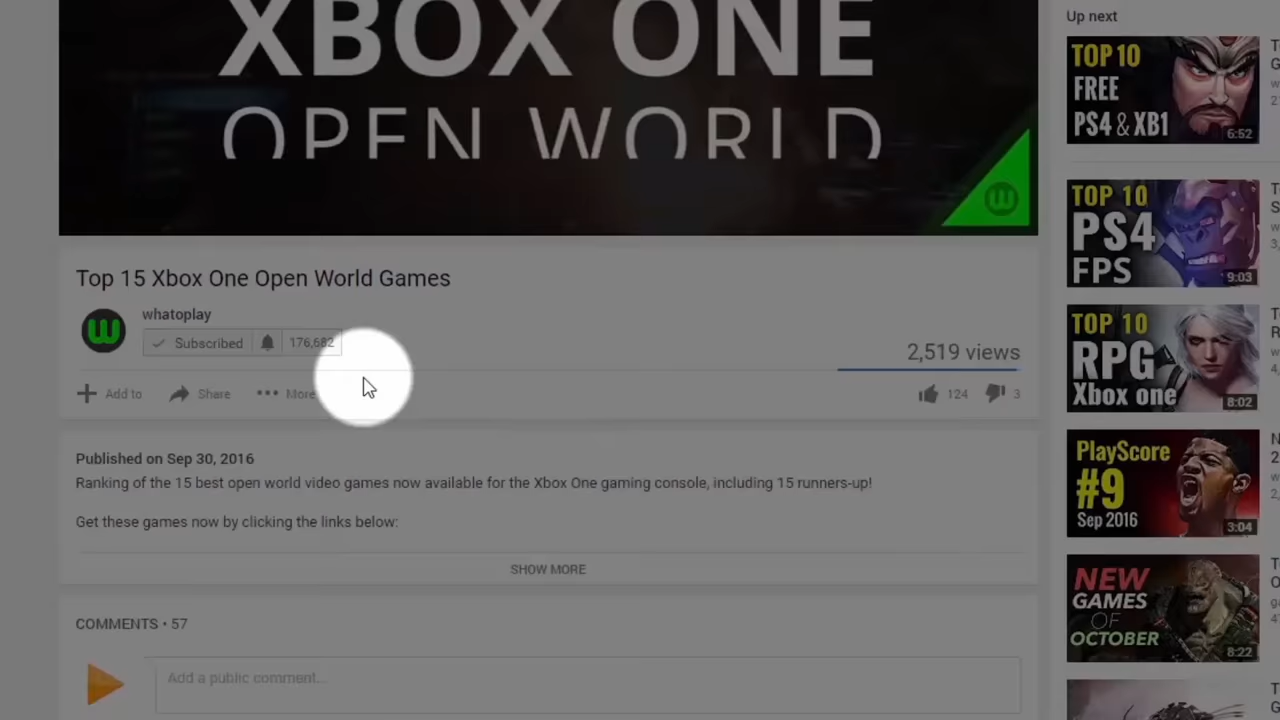 XBOX ONE
OPEN WORLD
Top 15 Xbox One Open World Games
whatoplay
Subscribed 176,682
2,519 views
Add to Share More
124 3
Published on Sep 30, 2016
Ranking of the 15 best open world video games now available for the Xbox One gaming console, including 15 runners-up!
Get these games now by clicking the links below:
SHOW MORE
COMMENTS • 57
Add a public comment...
Up next
TOP 10
FREE
PS4 & XB1
6:52
TOP 10
PS4
FPS
9:03
TOP 10
RPG
Xbox one
8:02
PlayScore
#9
Sep 2016
3:04
NEW
GAMES
OF
OCTOBER
8:22